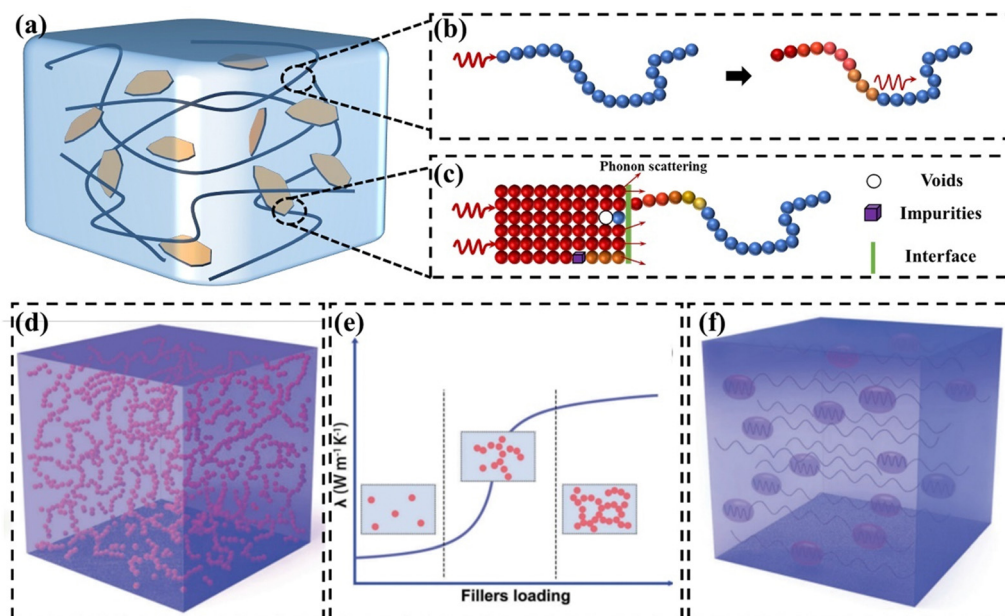 (a)
(b)
(c)
Phonon scattering
Voids
Impurities
Interface
(d)
(e)
λ (W m⁻¹ K⁻¹)
Fillers loading
(f)